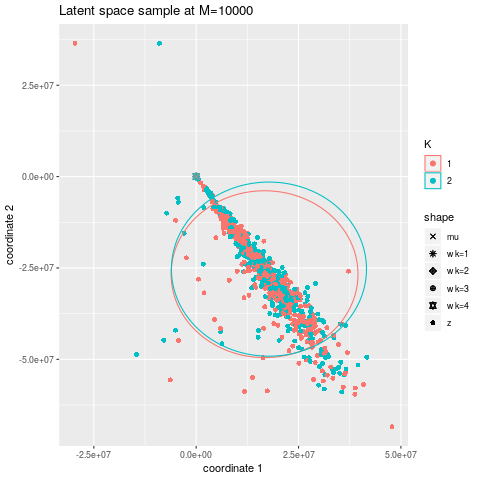 Latent space sample at M=10000
coordinate 2
2.5e+07
0.0e+00
-2.5e+07
-5.0e+07
-2.5e+07 0.0e+00 2.5e+07 5.0e+07
coordinate 1
K
1
2
shape
mu
w k=1
w k=2
w k=3
w k=4
z